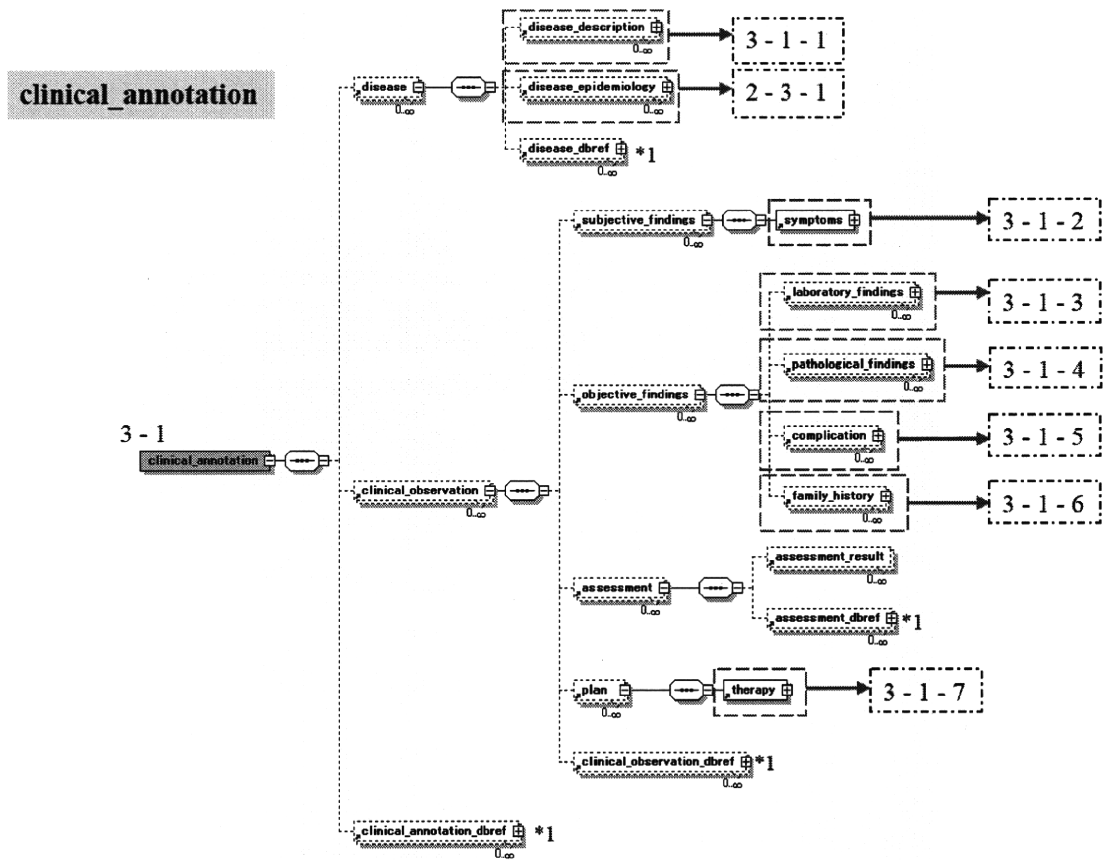 clinical_annotation
disease_description
0..∞
3 - 1 - 1
disease
0..∞
disease_epidemiology
0..∞
2 - 3 - 1
disease_dbref
*1
0..∞
subjective_findings
0..∞
symptoms
3 - 1 - 2
laboratory_findings
0..∞
3 - 1 - 3
objective_findings
0..∞
pathological_findings
0..∞
3 - 1 - 4
complication
0..∞
3 - 1 - 5
family_history
0..∞
3 - 1 - 6
3 - 1
clinical_annotation
clinical_observation
0..∞
assessment
0..∞
assessment_result
0..∞
assessment_dbref
*1
0..∞
plan
0..∞
therapy
3 - 1 - 7
clinical_observation_dbref
*1
0..∞
clinical_annotation_dbref
*1
0..∞